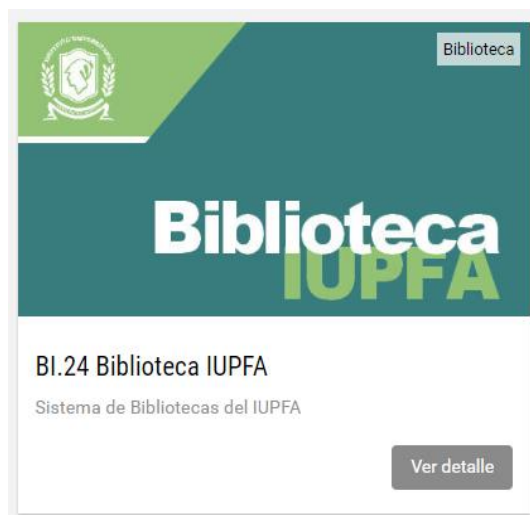 Biblioteca
Biblioteca
IUPFA
BI.24 Biblioteca IUPFA
Sistema de Bibliotecas del IUPFA
Ver detalle